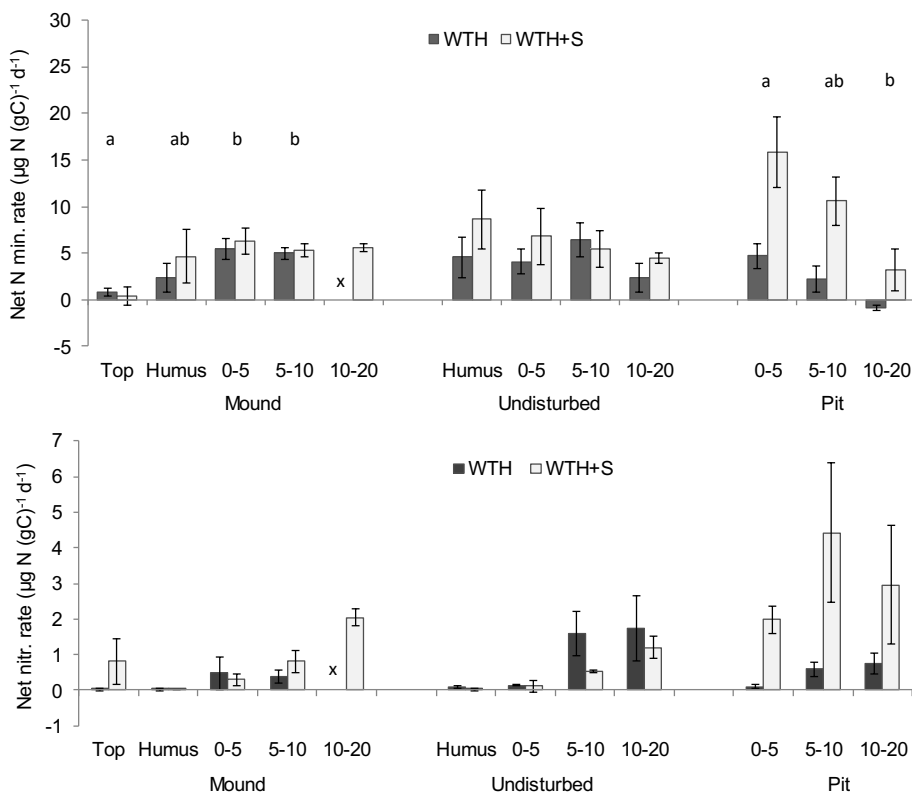 30
25
20
15
10
5
0
-5
Net N min. rate (µg N (gC)-1 d-1)
WTH WTH+S
a ab b b a ab b
x
Top Humus 0-5 5-10 10-20 Humus 0-5 5-10 10-20 0-5 5-10 10-20
Mound Undisturbed Pit
7
6
5
4
3
2
1
0
-1
Net nitr. rate (µg N (gC)-1 d-1)
WTH WTH+S
x
Top Humus 0-5 5-10 10-20 Humus 0-5 5-10 10-20 0-5 5-10 10-20
Mound Undisturbed Pit